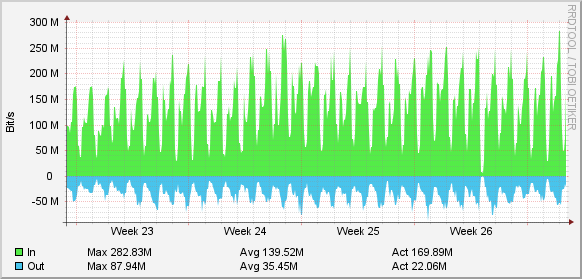 300 M
250 M
200 M
150 M
100 M
50 M
0
-50 M
Bit/s
RRDTOOL / TOBI OETIKER
Week 23 Week 24 Week 25 Week 26
In Max 282.83M Avg 139.52M Act 169.89M
Out Max 87.94M Avg 35.45M Act 22.06M